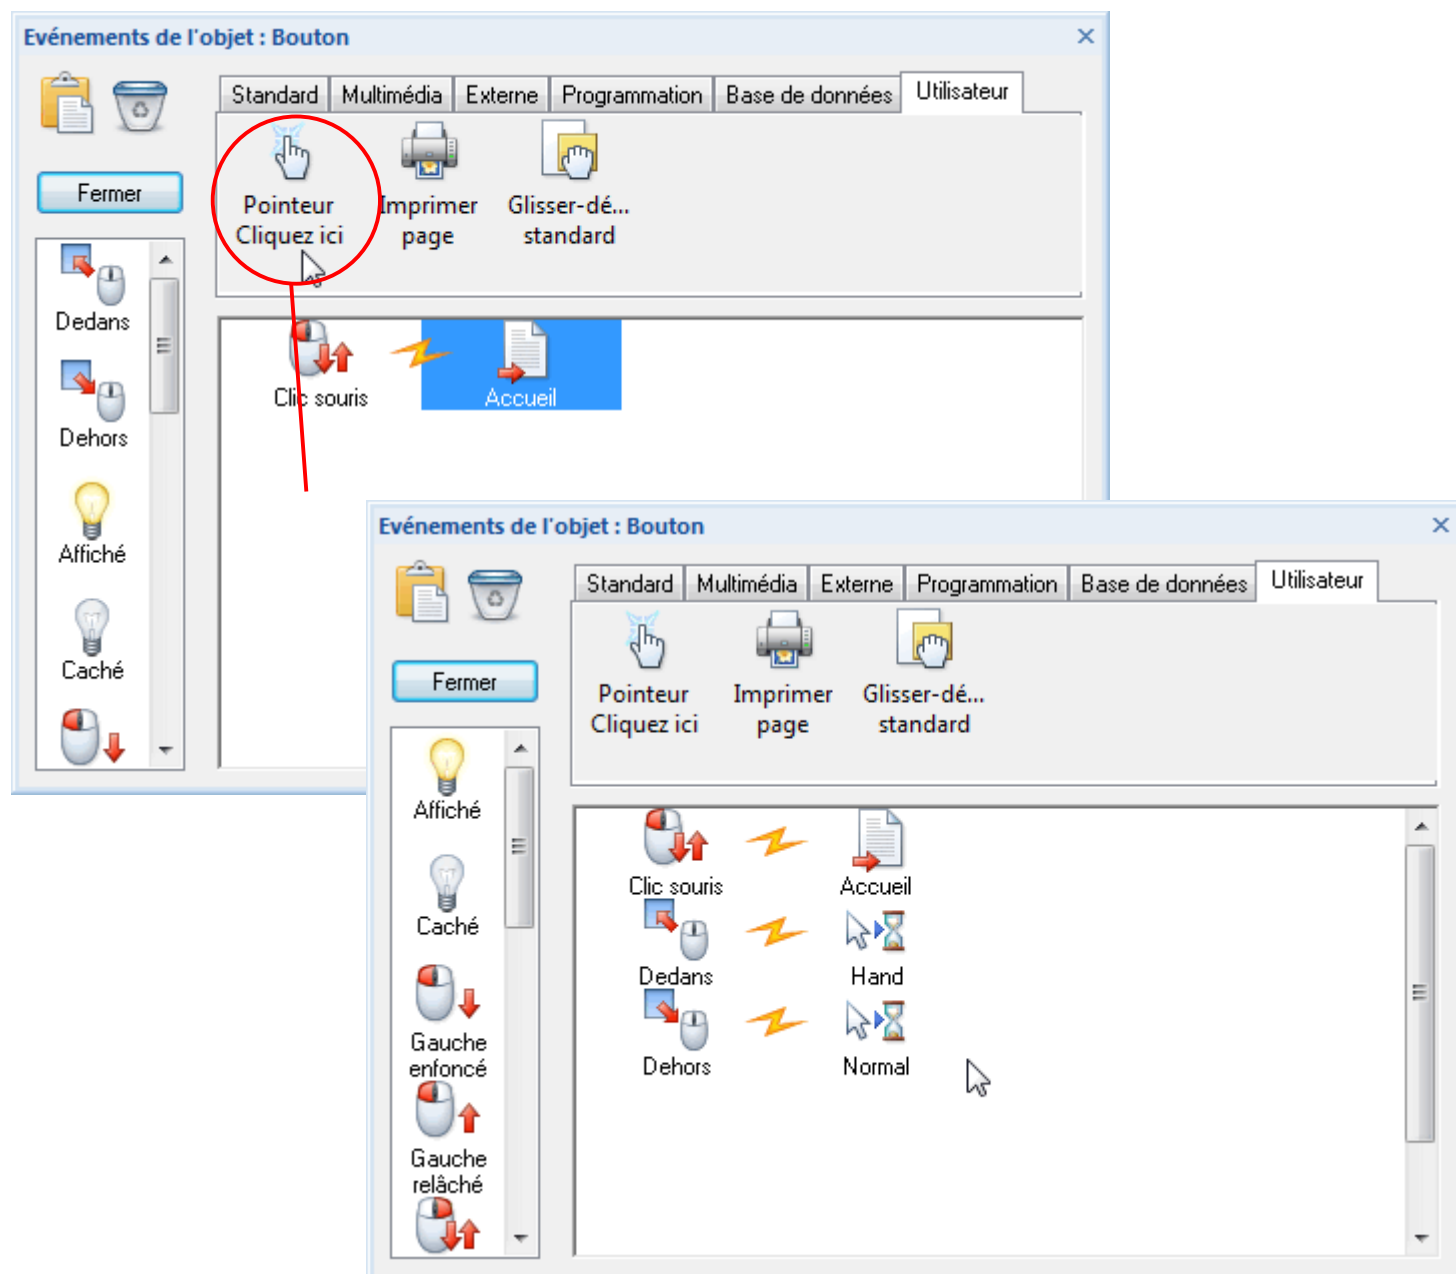 Evénements de l'objet : Bouton
Standard Multimédia Externe Programmation Base de données Utilisateur
Fermer
Pointeur Imprimer Glisser-dé...
Cliquez ici page standard
Dedans
Dehors
Affiché
Caché
Clic souris Accueil
Evénements de l'objet : Bouton
Standard Multimédia Externe Programmation Base de données Utilisateur
Fermer
Pointeur Imprimer Glisser-dé...
Cliquez ici page standard
Affiché
Caché
Gauche
enfoncé
Gauche
relâché
Clic souris Accueil
Dedans Hand
Dehors Normal